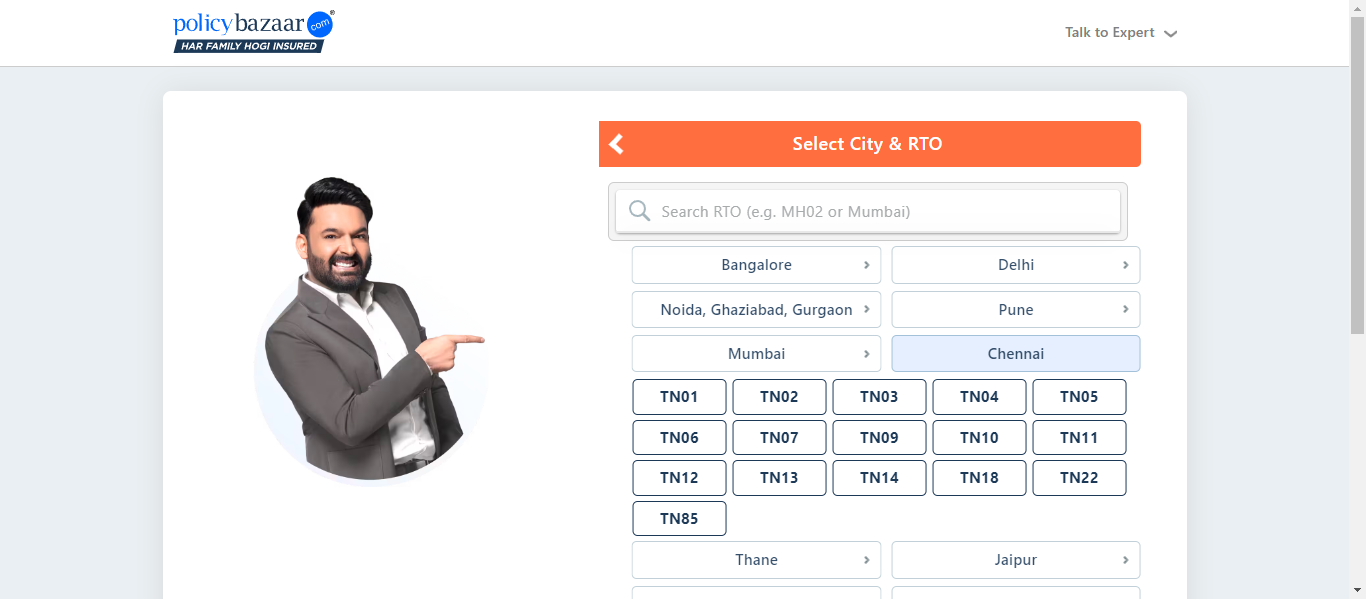 policybazaar.com®
HAR FAMILY HOGI INSURED
Talk to Expert
Select City & RTO
Search RTO (e.g. MH02 or Mumbai)
Bangalore
Delhi
Noida, Ghaziabad, Gurgaon
Pune
Mumbai
Chennai
TN01 TN02 TN03 TN04 TN05
TN06 TN07 TN09 TN10 TN11
TN12 TN13 TN14 TN18 TN22
TN85
Thane
Jaipur